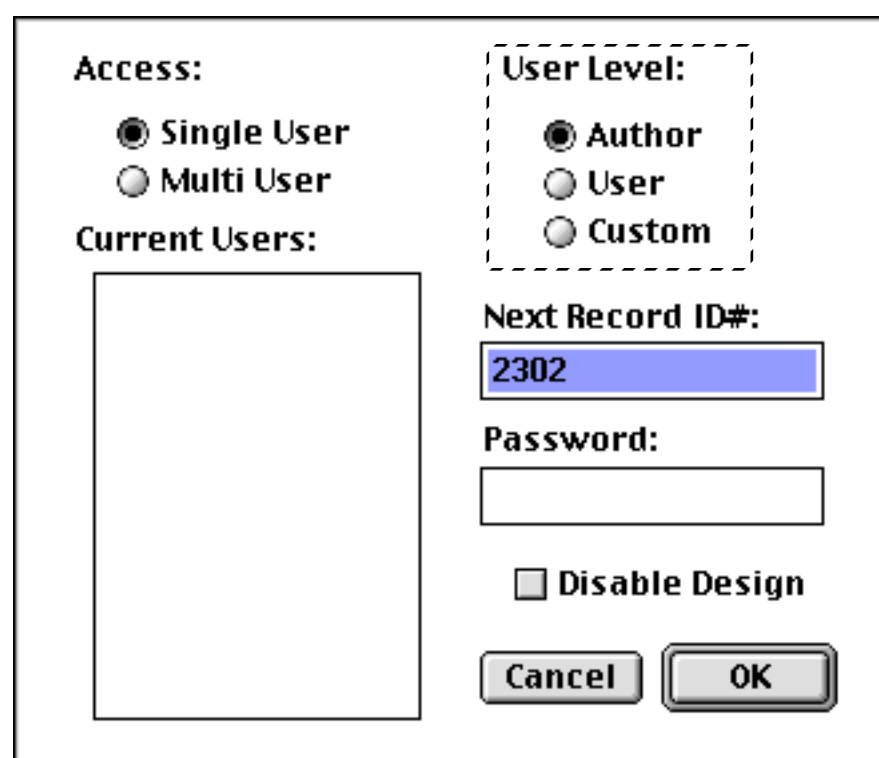 Access:
Single User
Multi User
Current Users:
User Level:
Author
User
Custom
Next Record ID#:
2302
Password:
Disable Design
Cancel
OK